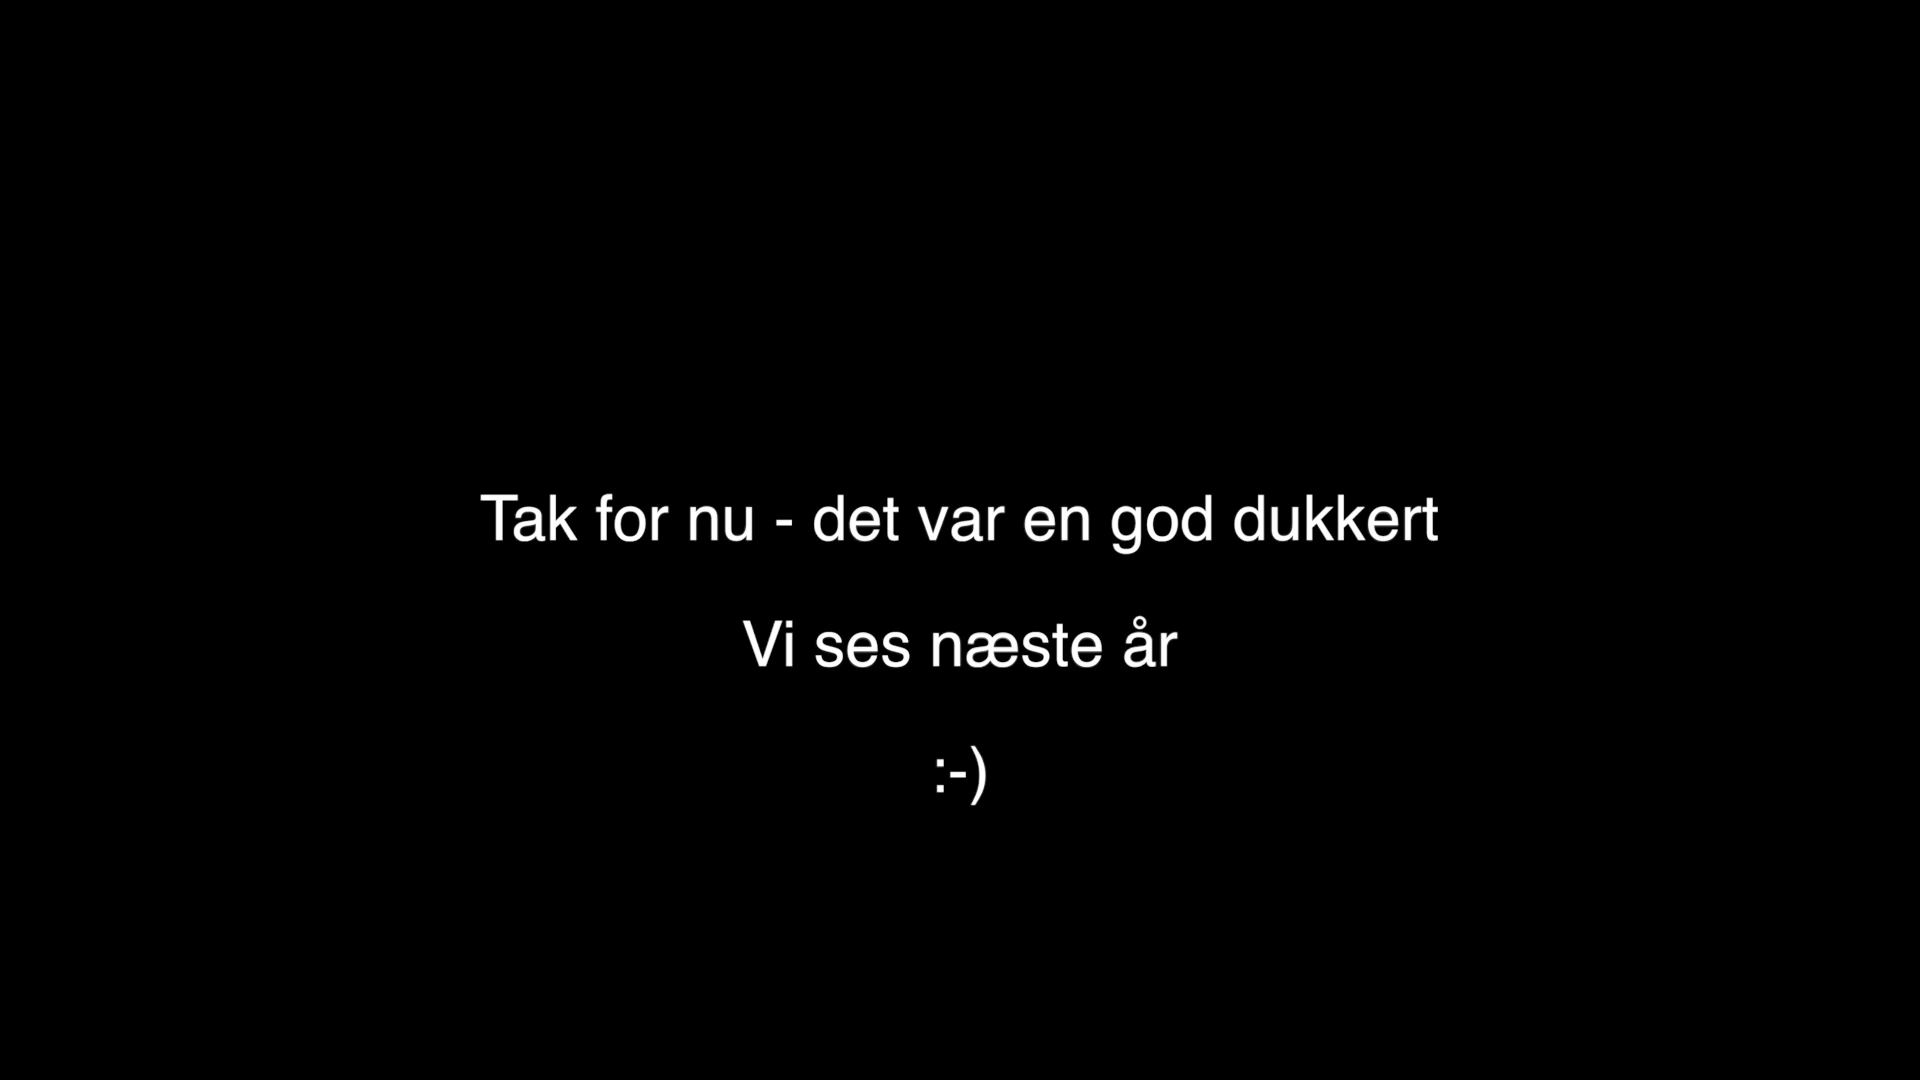 Tak for nu - det var en god dukkert
Vi ses næste år
:-)